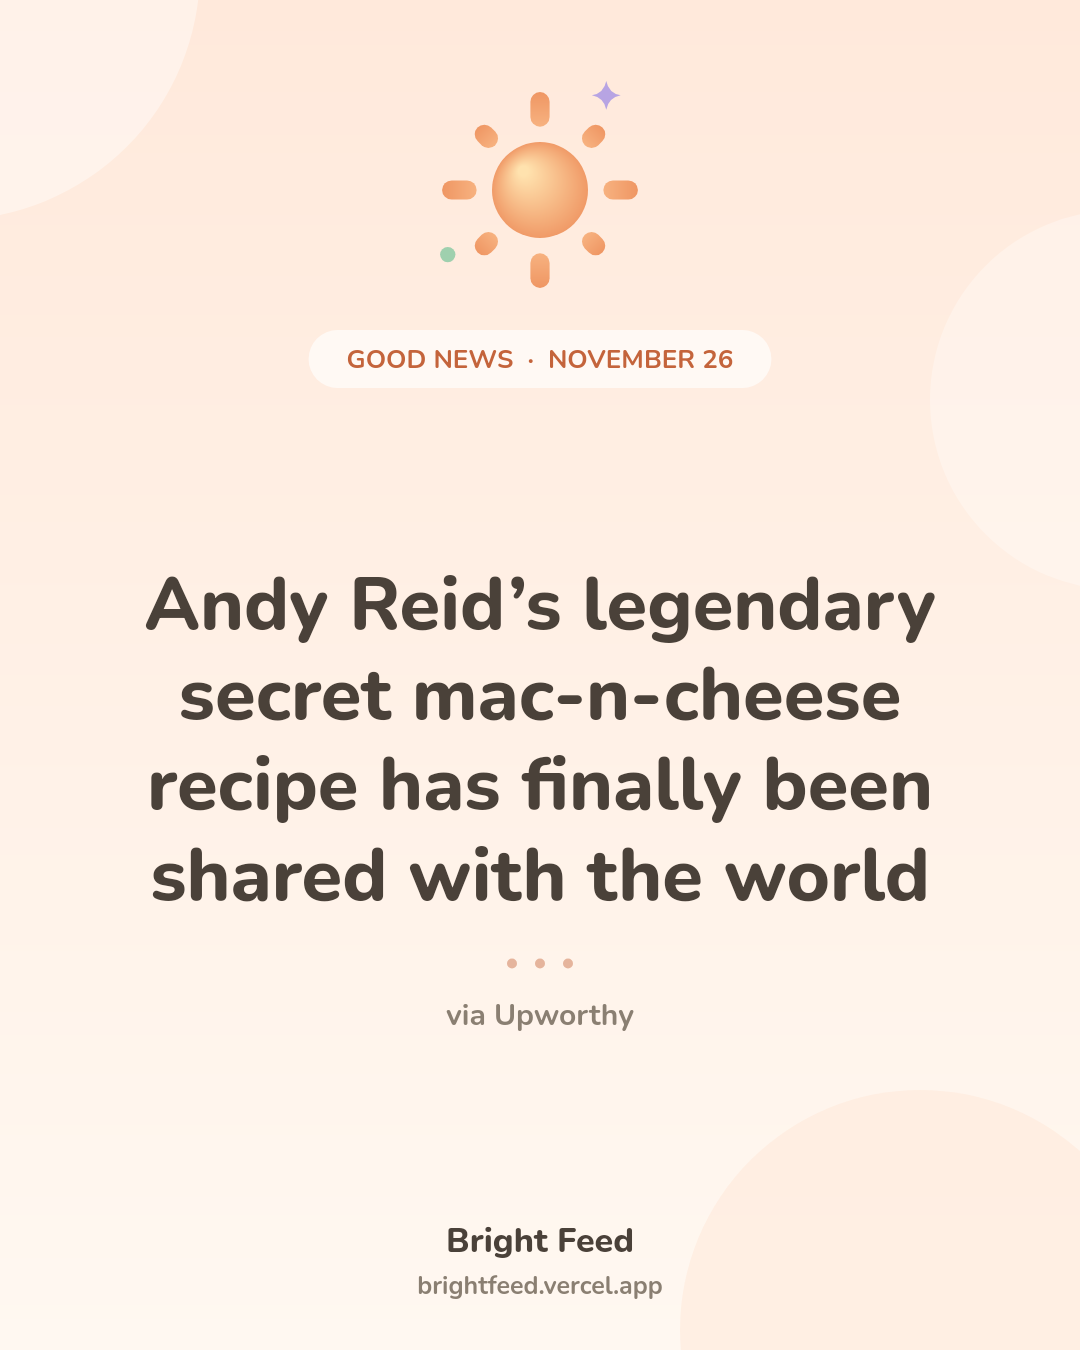 GOOD NEWS · NOVEMBER 26
Andy Reid’s legendary
secret mac-n-cheese
recipe has finally been
shared with the world
via Upworthy
Bright Feed
brightfeed.vercel.app